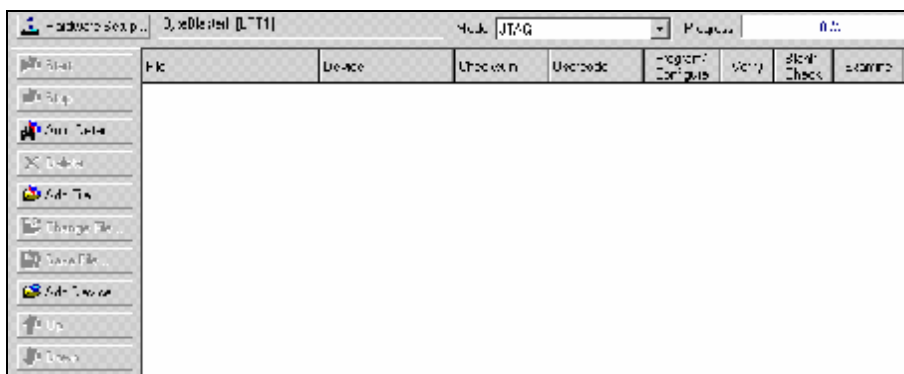 Hardware Setup... ByteBlasterII [LPT1] Mode: JTAG Progress: 0 %
Start File Device Checksum Usercode Program/ Configure Verify Blank- Check Examine
Stop
Auto Detect
Delete
Add File
Change File...
Save File...
Add Device
Up
Down